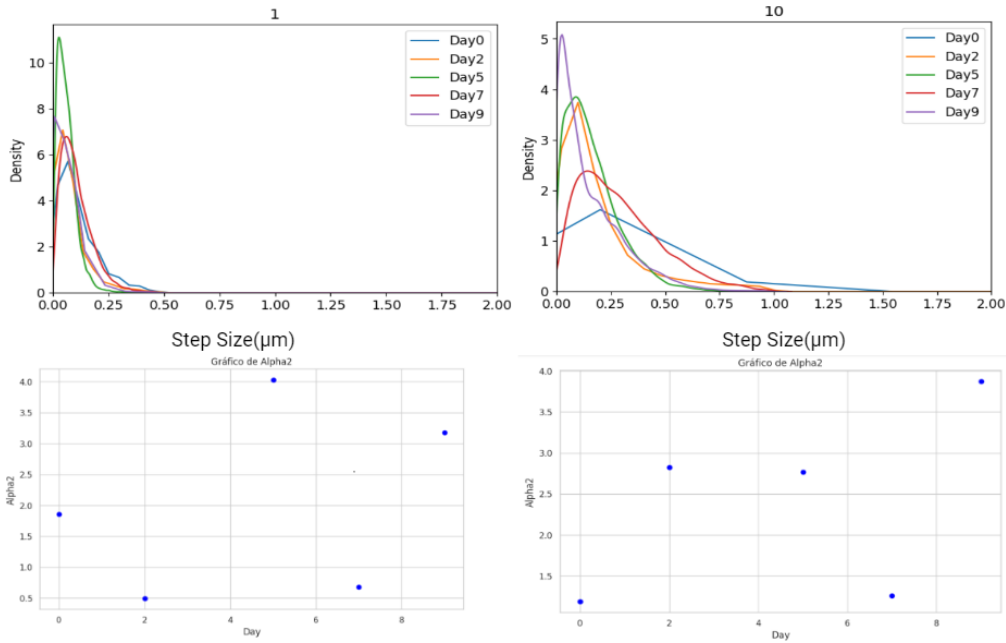 1
10
Density
10
8
6
4
2
0
Day0
Day2
Day5
Day7
Day9
0.00 0.25 0.50 0.75 1.00 1.25 1.50 1.75 2.00
Step Size(μm)
Density
5
4
3
2
1
0
Day0
Day2
Day5
Day7
Day9
0.00 0.25 0.50 0.75 1.00 1.25 1.50 1.75 2.00
Step Size(μm)
Gráfico de Alpha2
Alpha2
4.0
3.5
3.0
2.5
2.0
1.5
1.0
0.5
0 2 4 6 8
Day
Gráfico de Alpha2
Alpha2
4.0
3.5
3.0
2.5
2.0
1.5
0 2 4 6 8
Day